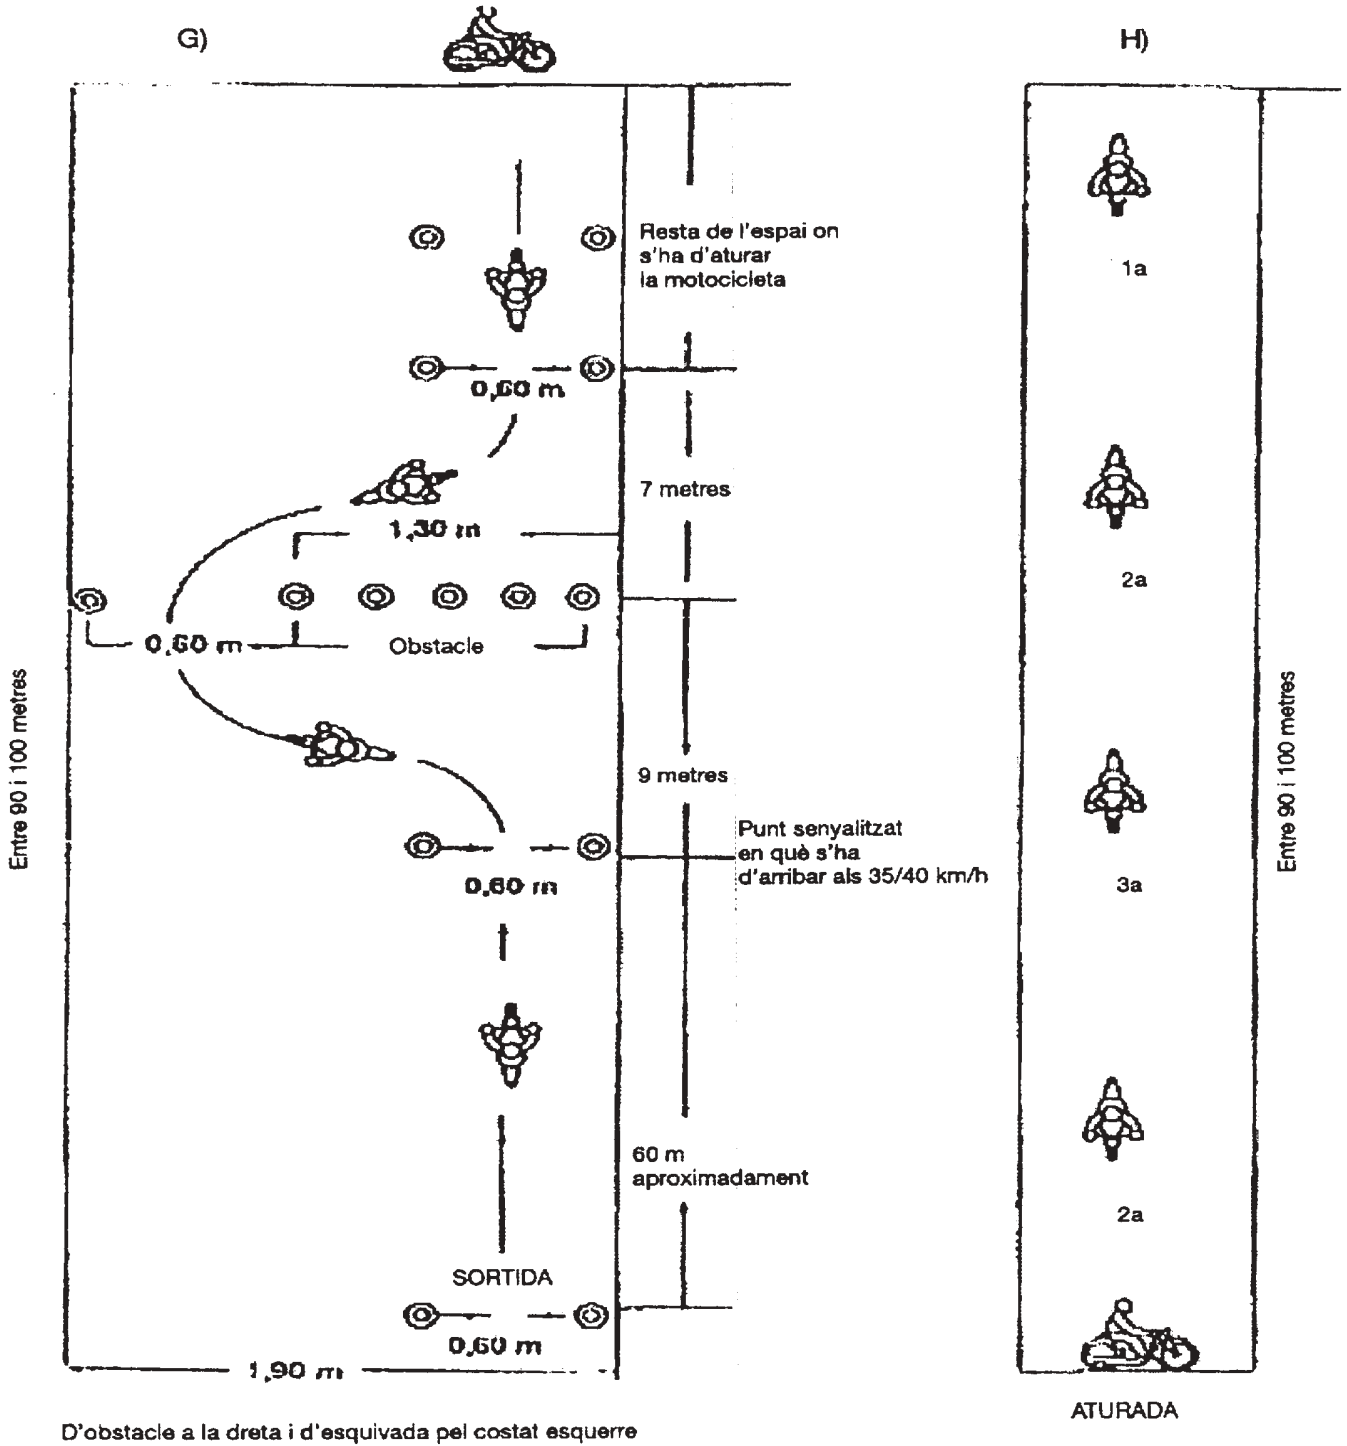 G)
H)
Resta de l'espai on
s'ha d'aturar
la motocicleta
1a
0,60 m
7 metres
1,30 m
2a
0,60 m
Obstacle
Entre 90 i 100 metres
Entre 90 i 100 metres
9 metres
Punt senyalitzat
en què s'ha
d'arribar als 35/40 km/h
0,60 m
3a
60 m
aproximadament
2a
SORTIDA
0,60 m
1,90 m
ATURADA
D'obstacle a la dreta i d'esquivada pel costat esquerre